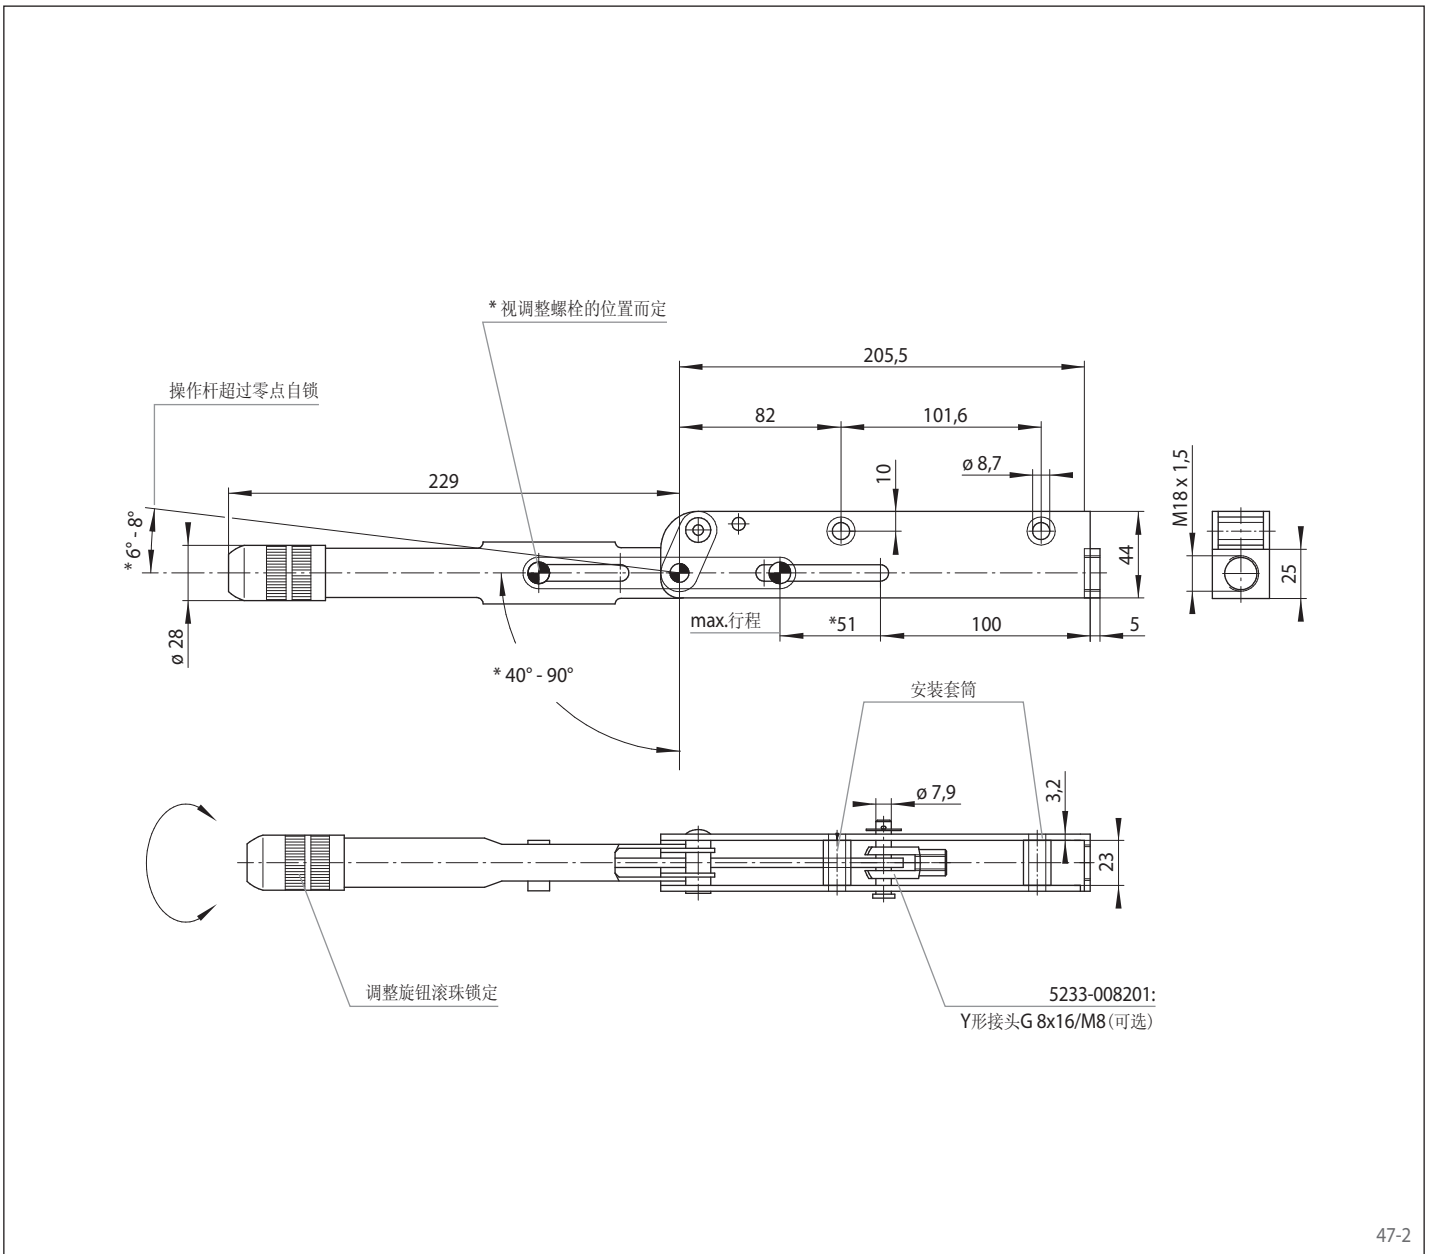 * 视调整螺栓的位置而定
205,5
操作杆超过零点自锁
82
101,6
229
10
ø 8,7
M18 x 1,5
* 6° - 8°
44
25
ø 28
max.行程
*51
100
5
* 40° - 90°
安装套筒
ø 7,9
3,2
23
调整旋钮滚珠锁定
5233-008201:
Y形接头G 8x16/M8(可选)
47-2